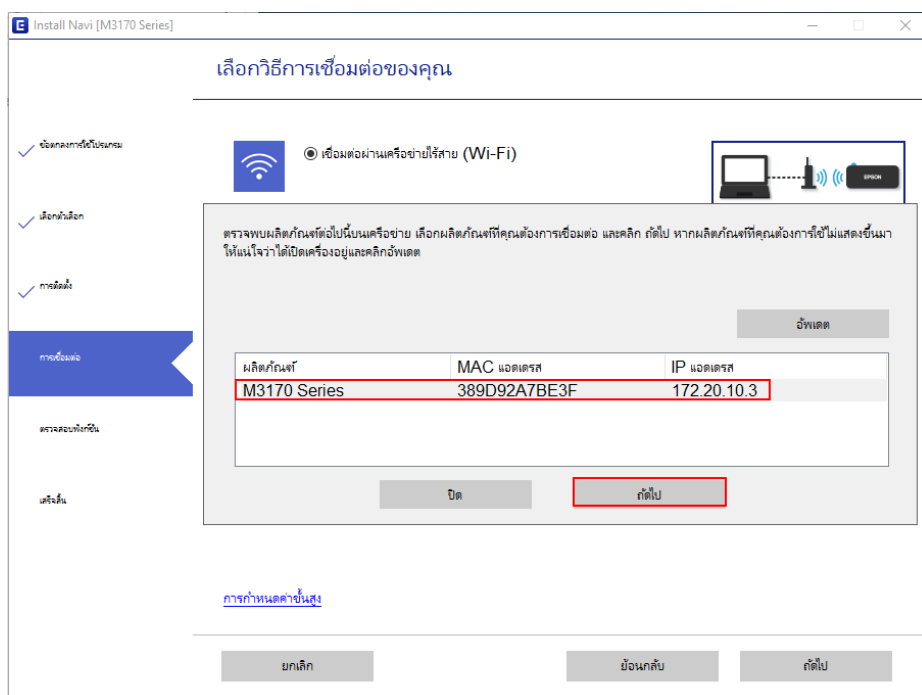 Install Navi [M3170 Series]
เลือกวิธีการเชื่อมต่อของคุณ
ข้อตกลงการใช้โปรแกรม
เลือกตัวเลือก
การติดตั้ง
การเชื่อมต่อ
ตรวจสอบฟังก์ชัน
เสร็จสิ้น
เชื่อมต่อผ่านเครือข่ายไร้สาย (Wi-Fi)
EPSON
ตรวจพบผลิตภัณฑ์ต่อไปนี้บนเครือข่าย เลือกผลิตภัณฑ์ที่คุณต้องการเชื่อมต่อ และคลิก ถัดไป หากผลิตภัณฑ์ที่คุณต้องการใช้ไม่แสดงขึ้นมา
ให้แน่ใจว่าได้เปิดเครื่องอยู่และคลิกอัพเดต
อัพเดต
ผลิตภัณฑ์ MAC แอดเดรส IP แอดเดรส
M3170 Series 389D92A7BE3F 172.20.10.3
ปิด ถัดไป
การกำหนดค่าขั้นสูง
ยกเลิก ย้อนกลับ ถัดไป